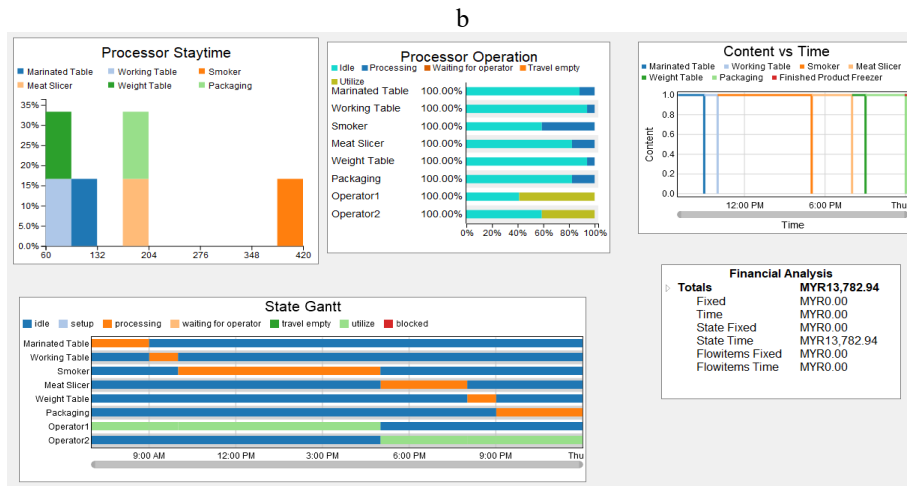 b
Processor Staytime
Marinated Table Working Table Smoker
Meat Slicer Weight Table Packaging
35%
30%
25%
20%
15%
10%
5.0%
0.0%
60 132 204 276 348 420
Processor Operation
Idle Processing Waiting for operator Travel empty
Utilize
Marinated Table 100.00%
Working Table 100.00%
Smoker 100.00%
Meat Slicer 100.00%
Weight Table 100.00%
Packaging 100.00%
Operator1 100.00%
Operator2 100.00%
0% 20% 40% 60% 80% 100%
Content vs Time
Marinated Table Working Table Smoker Meat Slicer
Weight Table Packaging Finished Product Freezer
1.0
0.8
0.6
0.4
0.2
0.0
Content
12:00 PM 6:00 PM Thu
Time
Financial Analysis
Totals MYR13,782.94
Fixed MYR0.00
Time MYR0.00
State Fixed MYR0.00
State Time MYR13,782.94
Flowitems Fixed MYR0.00
Flowitems Time MYR0.00
State Gantt
idle setup processing waiting for operator travel empty utilize blocked
Marinated Table
Working Table
Smoker
Meat Slicer
Weight Table
Packaging
Operator1
Operator2
9:00 AM 12:00 PM 3:00 PM 6:00 PM 9:00 PM Thu